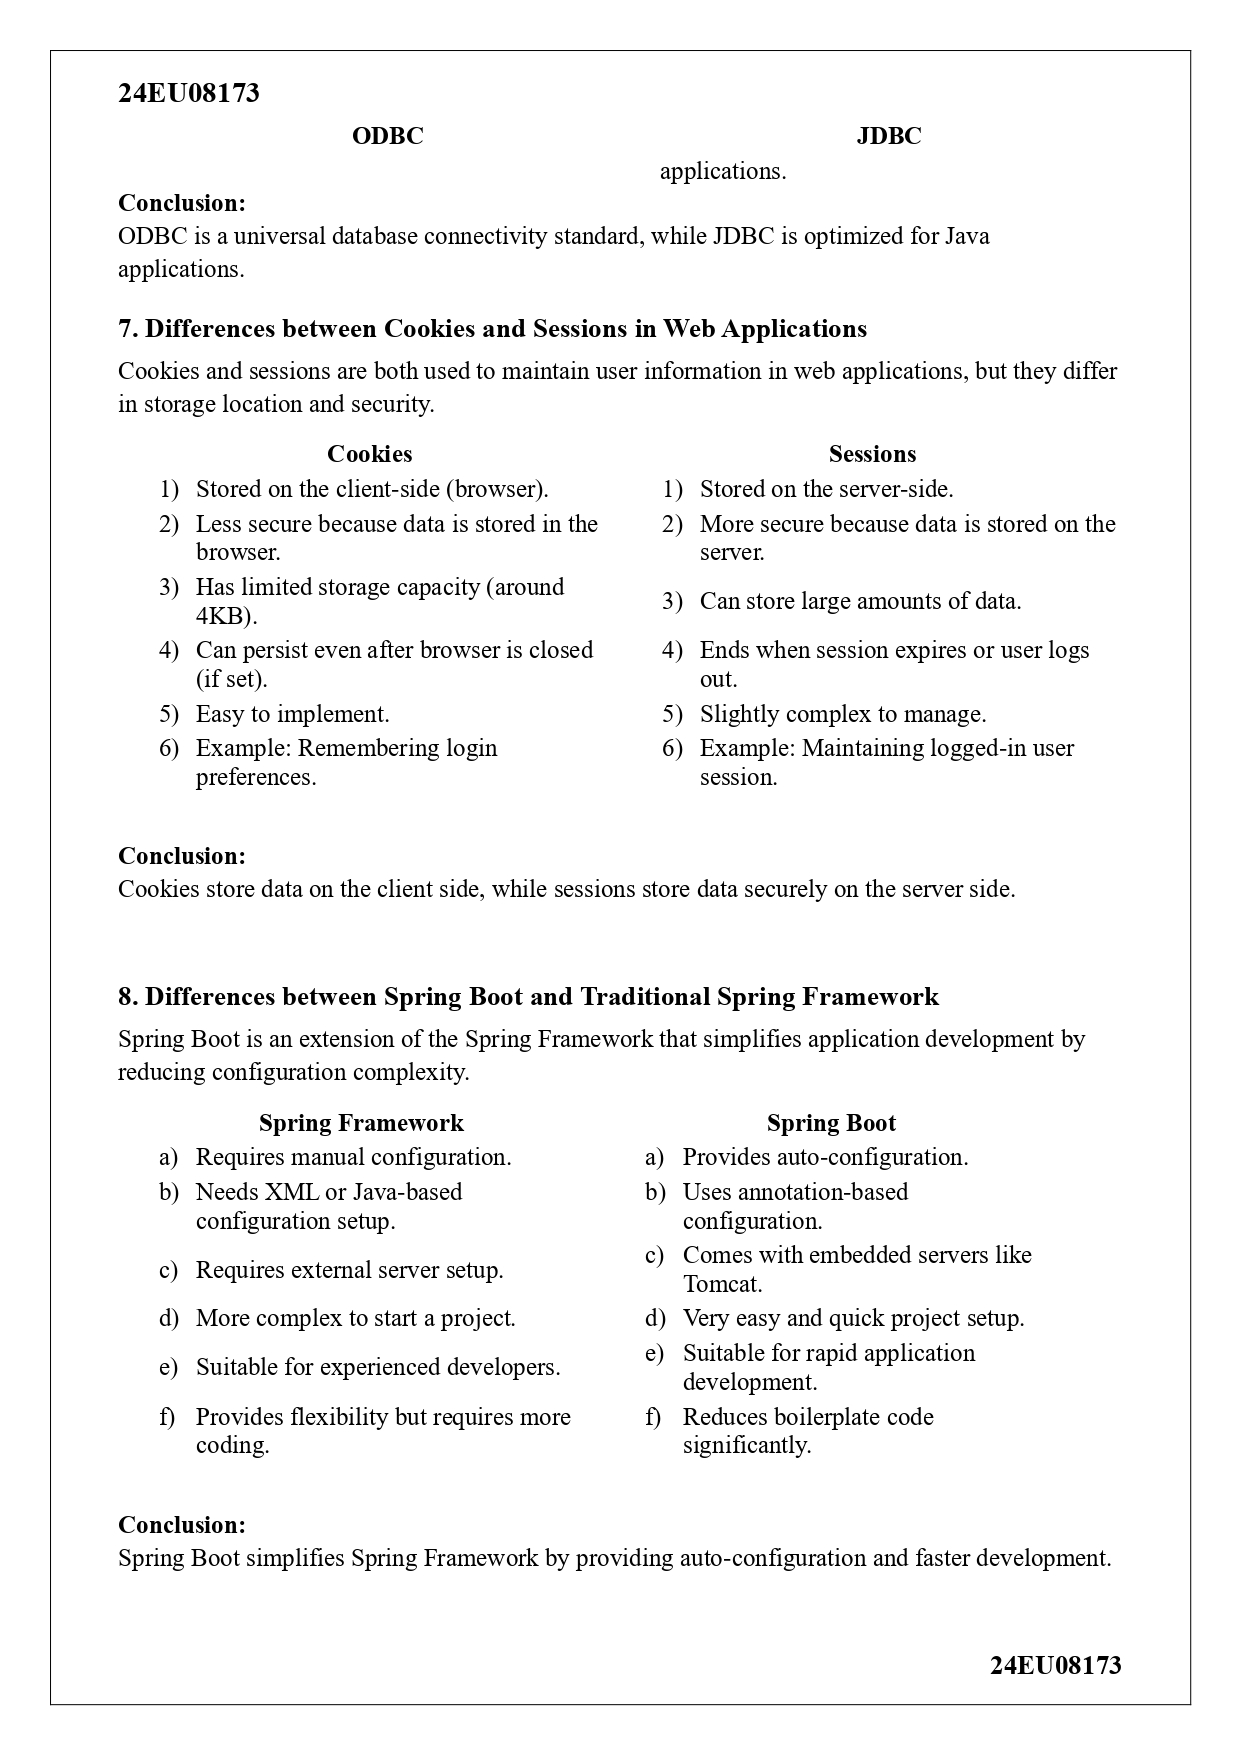 24EU08173
ODBC JDBC
applications.
Conclusion:
ODBC is a universal database connectivity standard, while JDBC is optimized for Java
applications.
7. Differences between Cookies and Sessions in Web Applications
Cookies and sessions are both used to maintain user information in web applications, but they differ
in storage location and security.
Cookies Sessions
1) Stored on the client-side (browser). 1) Stored on the server-side.
2) Less secure because data is stored in the 2) More secure because data is stored on the
browser. server.
3) Has limited storage capacity (around
4KB).
3) Can store large amounts of data.
4) Can persist even after browser is closed 4) Ends when session expires or user logs
(if set). out.
5) Easy to implement. 5) Slightly complex to manage.
6) Example: Remembering login 6) Example: Maintaining logged-in user
preferences. session.
Conclusion:
Cookies store data on the client side, while sessions store data securely on the server side.
8. Differences between Spring Boot and Traditional Spring Framework
Spring Boot is an extension of the Spring Framework that simplifies application development by
reducing configuration complexity.
Spring Framework Spring Boot
a) Requires manual configuration. a) Provides auto-configuration.
b) Needs XML or Java-based b) Uses annotation-based
configuration setup. configuration.
c) Requires external server setup.
c) Comes with embedded servers like
Tomcat.
d) More complex to start a project. d) Very easy and quick project setup.
e) Suitable for experienced developers.
e) Suitable for rapid application
development.
f) Provides flexibility but requires more f) Reduces boilerplate code
coding. significantly.
Conclusion:
Spring Boot simplifies Spring Framework by providing auto-configuration and faster development.
24EU08173